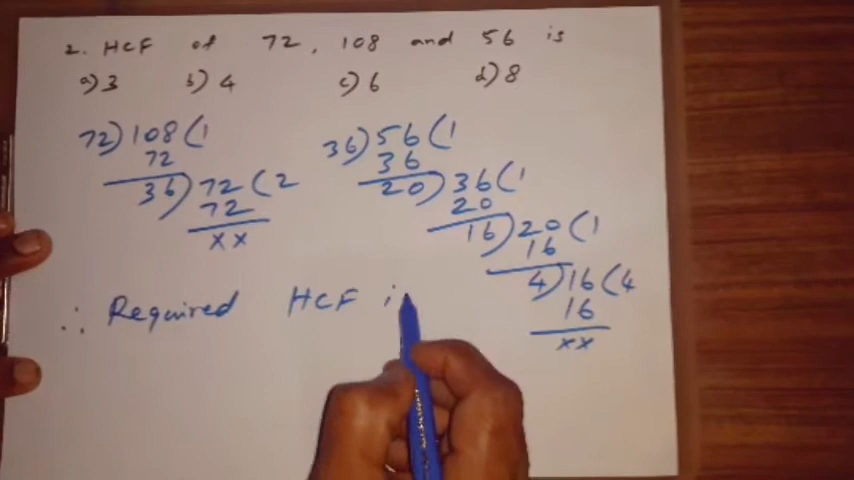 2. HCF of 72, 108 and 56 is
a) 3 b) 4 c) 6 d) 8
72) 108 (1 36) 56 (1
72 36
36) 72 (2 20) 36 (1
72 20
xx 16) 20 (1
16
4) 16 (4
16
xx
∴ Required HCF i